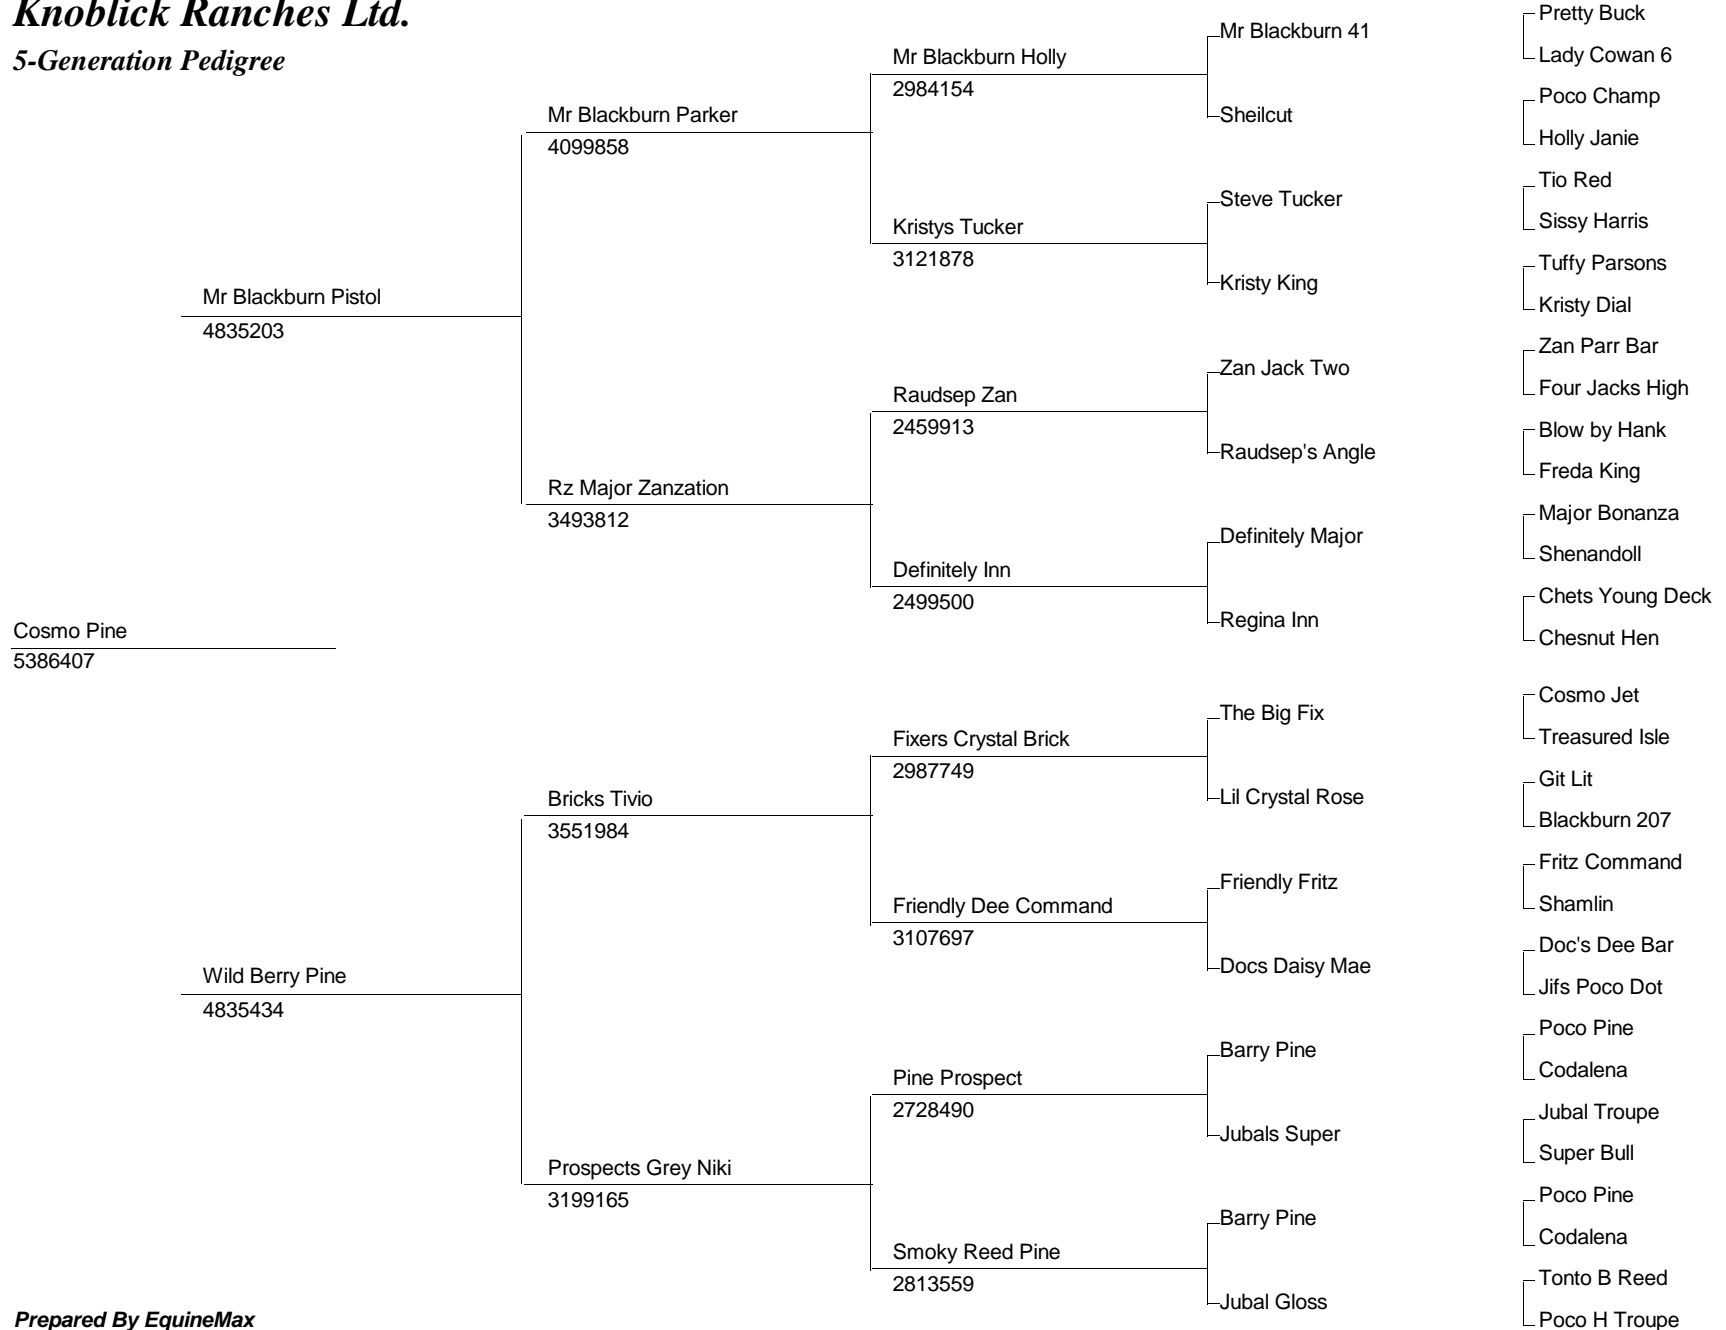 Knoblick Ranches Ltd.
5-Generation Pedigree
Cosmo Pine
5386407
Mr Blackburn Pistol
4835203
Wild Berry Pine
4835434
Mr Blackburn Parker
4099858
Rz Major Zanzation
3493812
Bricks Tivio
3551984
Prospects Grey Niki
3199165
Mr Blackburn Holly
2984154
Kristys Tucker
3121878
Raudsep Zan
2459913
Definitely Inn
2499500
Fixers Crystal Brick
2987749
Friendly Dee Command
3107697
Pine Prospect
2728490
Smoky Reed Pine
2813559
Mr Blackburn 41
Sheilcut
Steve Tucker
Kristy King
Zan Jack Two
Raudsep's Angle
Definitely Major
Regina Inn
The Big Fix
Lil Crystal Rose
Friendly Fritz
Docs Daisy Mae
Barry Pine
Jubals Super
Barry Pine
Jubal Gloss
Pretty Buck
Lady Cowan 6
Poco Champ
Holly Janie
Tio Red
Sissy Harris
Tuffy Parsons
Kristy Dial
Zan Parr Bar
Four Jacks High
Blow by Hank
Freda King
Major Bonanza
Shenandoll
Chets Young Deck
Chesnut Hen
Cosmo Jet
Treasured Isle
Git Lit
Blackburn 207
Fritz Command
Shamlin
Doc's Dee Bar
Jifs Poco Dot
Poco Pine
Codalena
Jubal Troupe
Super Bull
Poco Pine
Codalena
Tonto B Reed
Poco H Troupe
Prepared By EquineMax